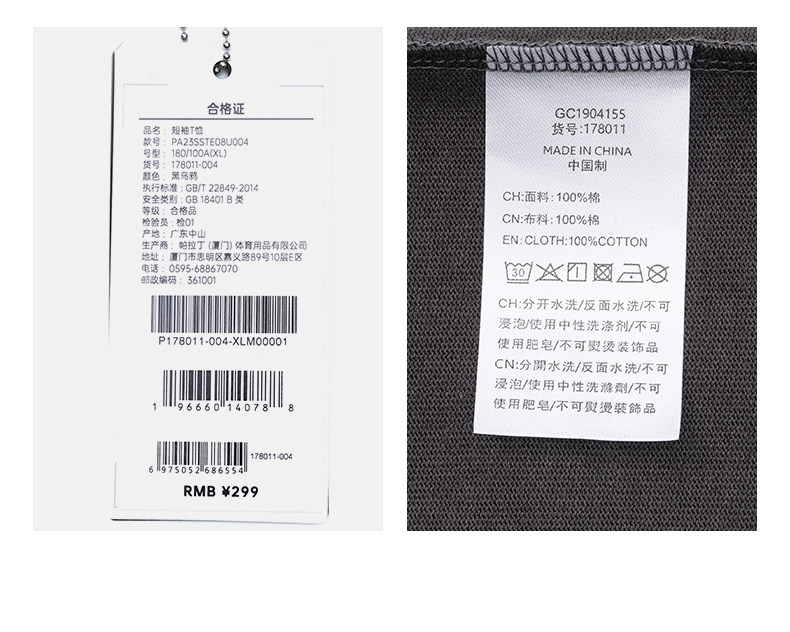 合格证
品名: 短袖T恤
款号: PA23SSTE08U004
号型: 180/100A(XL)
货号: 178011-004
颜色: 黑乌鸦
执行标准: GB/T 22849-2014
安全类别: GB 18401 B 类
等级: 合格品
检验员: 检01
产地: 广东中山
生产商: 帕拉丁 (厦门) 体育用品有限公司
地址: 厦门市思明区嘉义路89号10层E区
电话: 0595-68867070
邮政编码: 361001
P178011-004-XLM00001
1 96660 14078 8
6 975052 686554
178011-004
RMB ¥299
GC1904155
货号:178011
MADE IN CHINA
中国制
CH:面料: 100%棉
CN:布料: 100%棉
EN:CLOTH:100%COTTON
30
CH:分开水洗/反面水洗/不可
浸泡/使用中性洗涤剂/不可
使用肥皂/不可熨烫装饰品
CN:分開水洗/反面水洗/不可
浸泡/使用中性洗滌劑/不可
使用肥皂/不可熨燙裝飾品